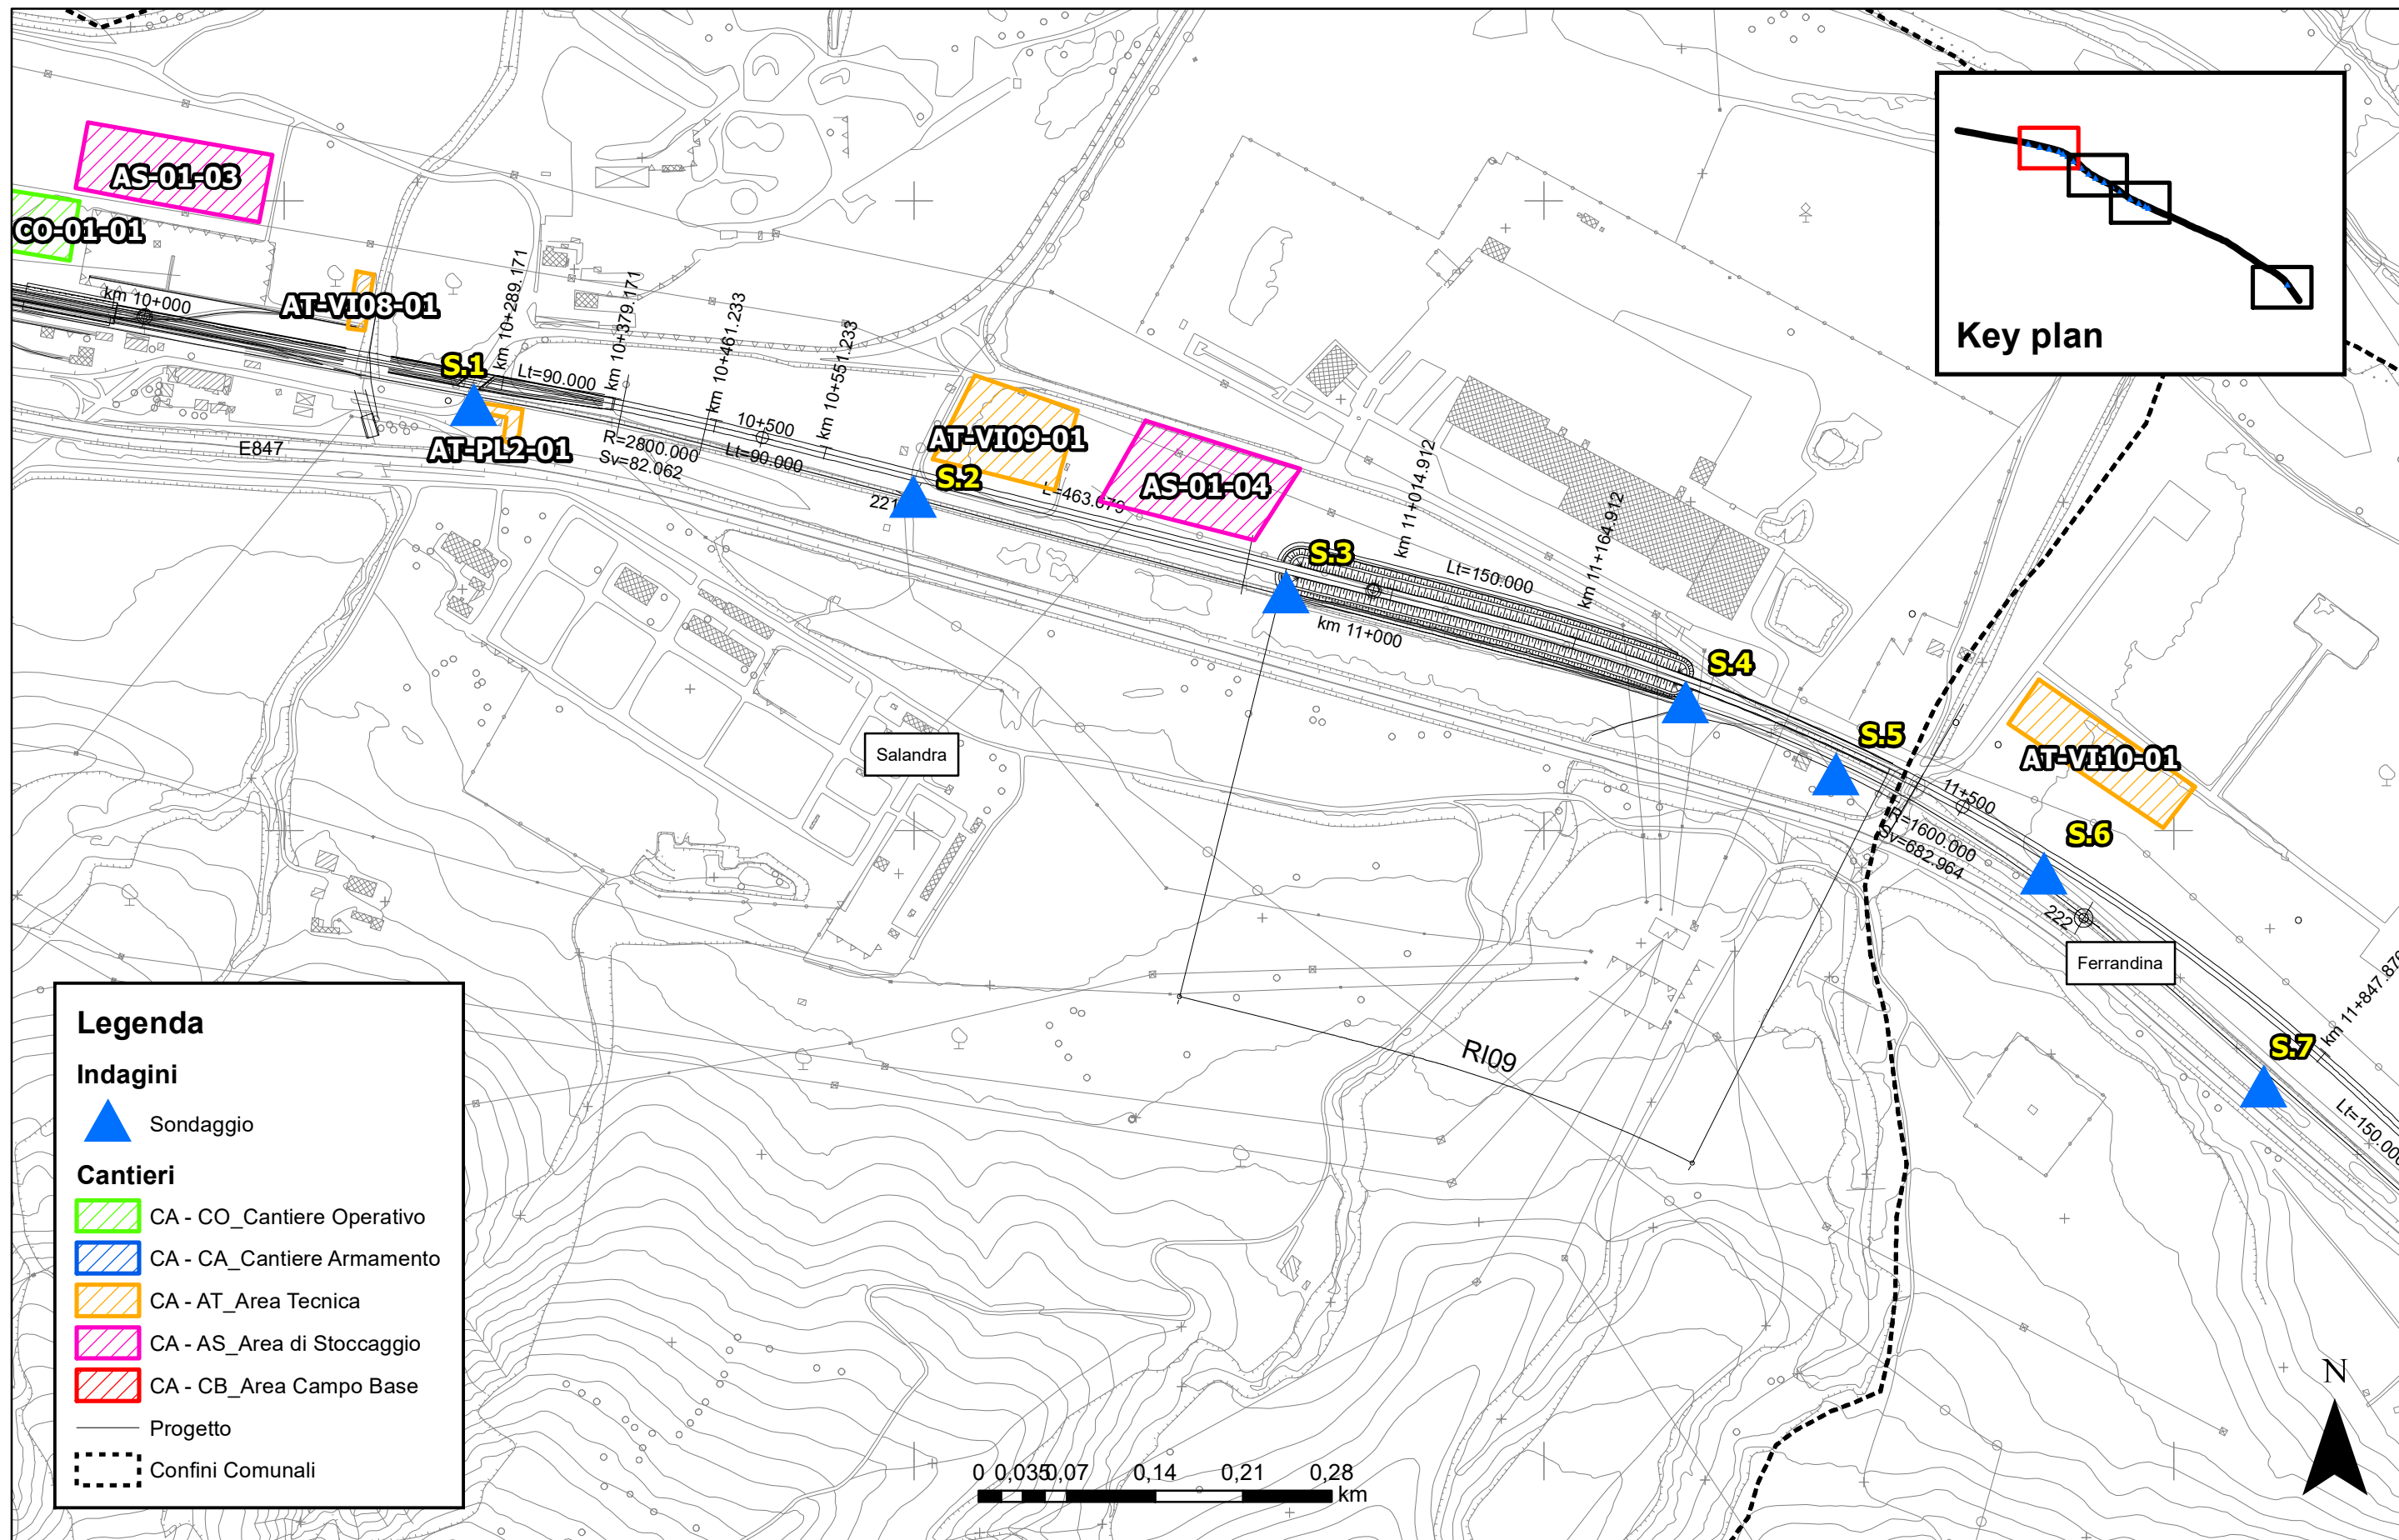 AS-01-03
CO-01-01
km 10+000
AT-VI08-01
S.1
km 10+289.171
Lt=90.000
km 10+379.171
km 10+461.233
km 10+551.233
AT-PL2-01
E847
R=2800.000
Sv=82.062
10+500
Lt=90.000
AT-VI09-01
S.2
221
L=463.679
AS-01-04
S.3
km 11+014.912
Lt=150.000
km 11+164.912
km 11+000
S.4
S.5
Salandra
AT-VI10-01
11+500
R=1600.000
Sv=682.964
S.6
222
Ferrandina
S.7
km 11+847.876
Lt=150.000
RI09
Key plan
Legenda
Indagini
Sondaggio
Cantieri
CA - CO_Cantiere Operativo
CA - CA_Cantiere Armamento
CA - AT_Area Tecnica
CA - AS_Area di Stoccaggio
CA - CB_Area Campo Base
Progetto
Confini Comunali
0 0,035 0,07 0,14 0,21 0,28
km
N